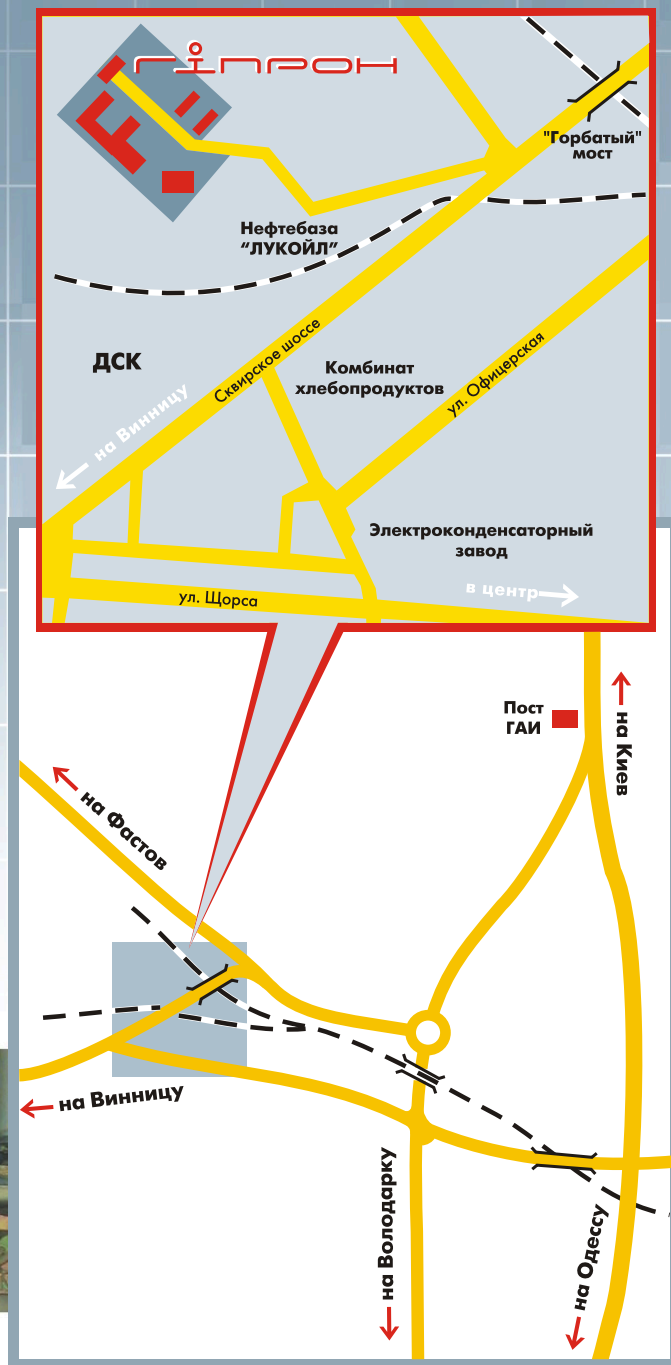 гiпрон
"Горбатый"
мост
Нефтебаза
“ЛУКОЙЛ”
ДСК
Сквирское шоссе
Комбинат
хлебопродуктов
ул. Офицерская
на Винницу
Электроконденсаторный
завод
в центр
ул. Щорса
Пост
ГАИ
на Киев
на Фастов
на Винницу
на Володарку
на Одессу